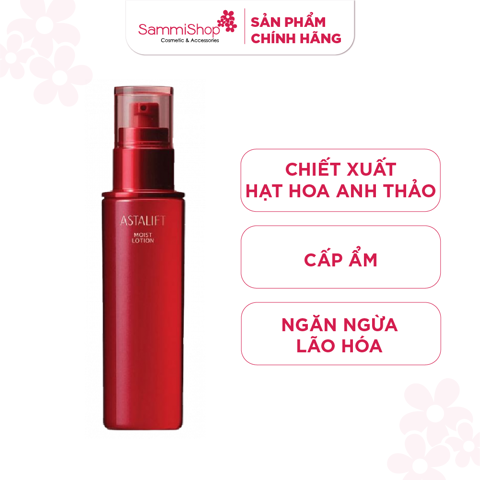 SammiShop
Cosmetic & Accessories
SẢN PHẨM
CHÍNH HÃNG
ASTALIFT
MOIST
LOTION
CHIẾT XUẤT
HẠT HOA ANH THẢO
CẤP ẨM
NGĂN NGỪA
LÃO HÓA